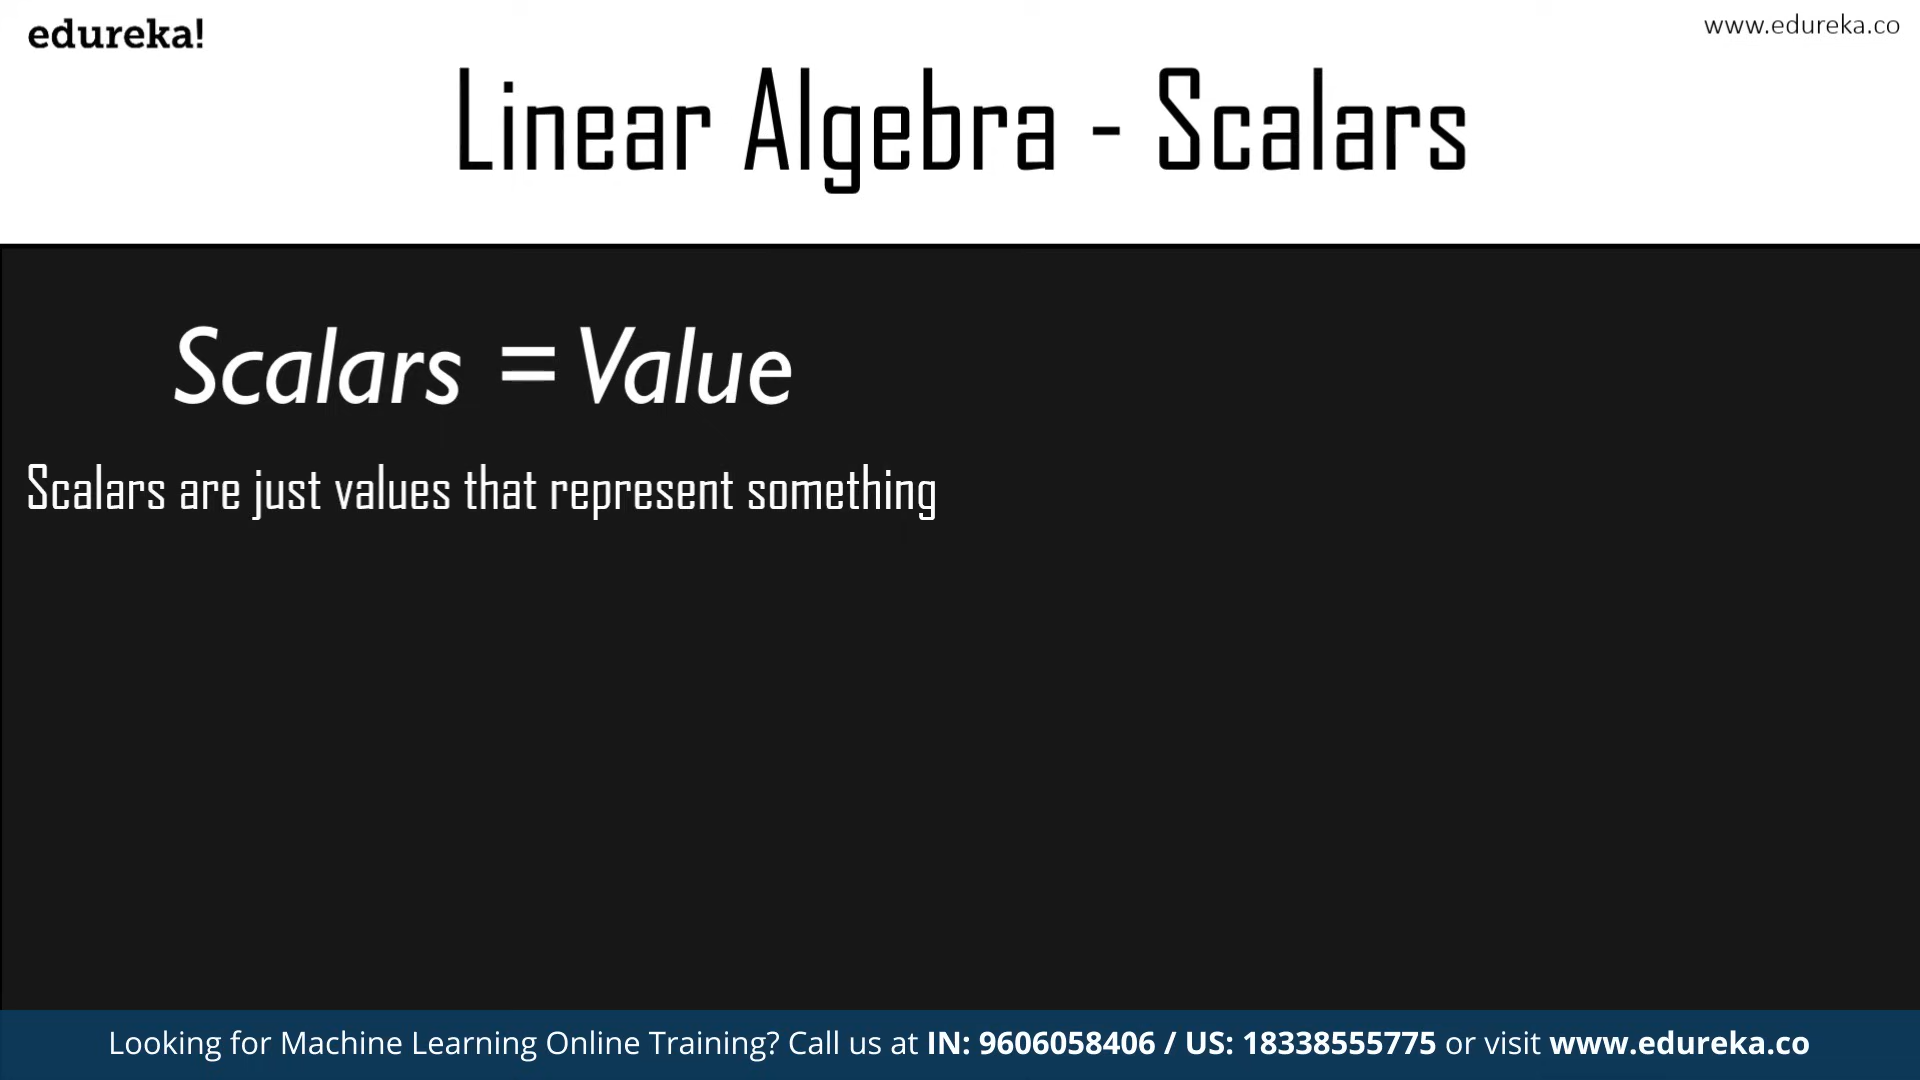 edureka!
www.edureka.co
Linear Algebra - Scalars
Scalars = Value
Scalars are just values that represent something
Looking for Machine Learning Online Training? Call us at IN: 9606058406 / US: 18338555775 or visit www.edureka.co